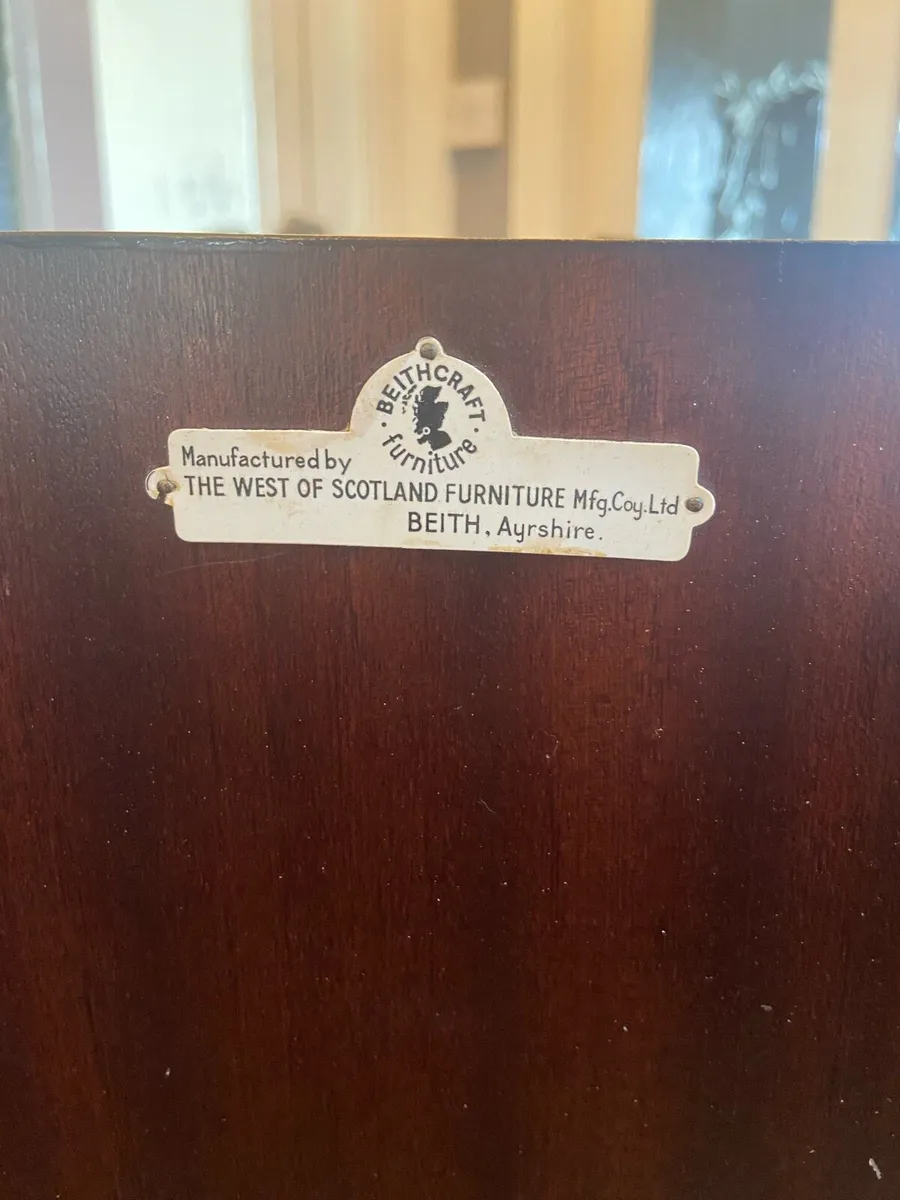 BEITHCRAFT
furniture
Manufactured by
THE WEST OF SCOTLAND FURNITURE Mfg.Coy.Ltd
BEITH, Ayrshire.